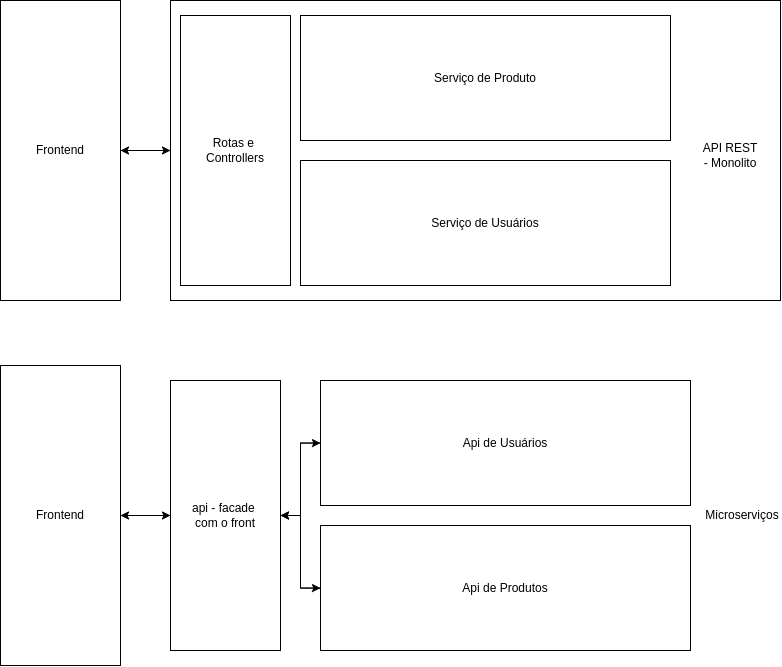 Frontend
Rotas e
Controllers
Serviço de Produto
Serviço de Usuários
API REST
- Monolito
Frontend
api - facade
com o front
Api de Usuários
Api de Produtos
Microserviços